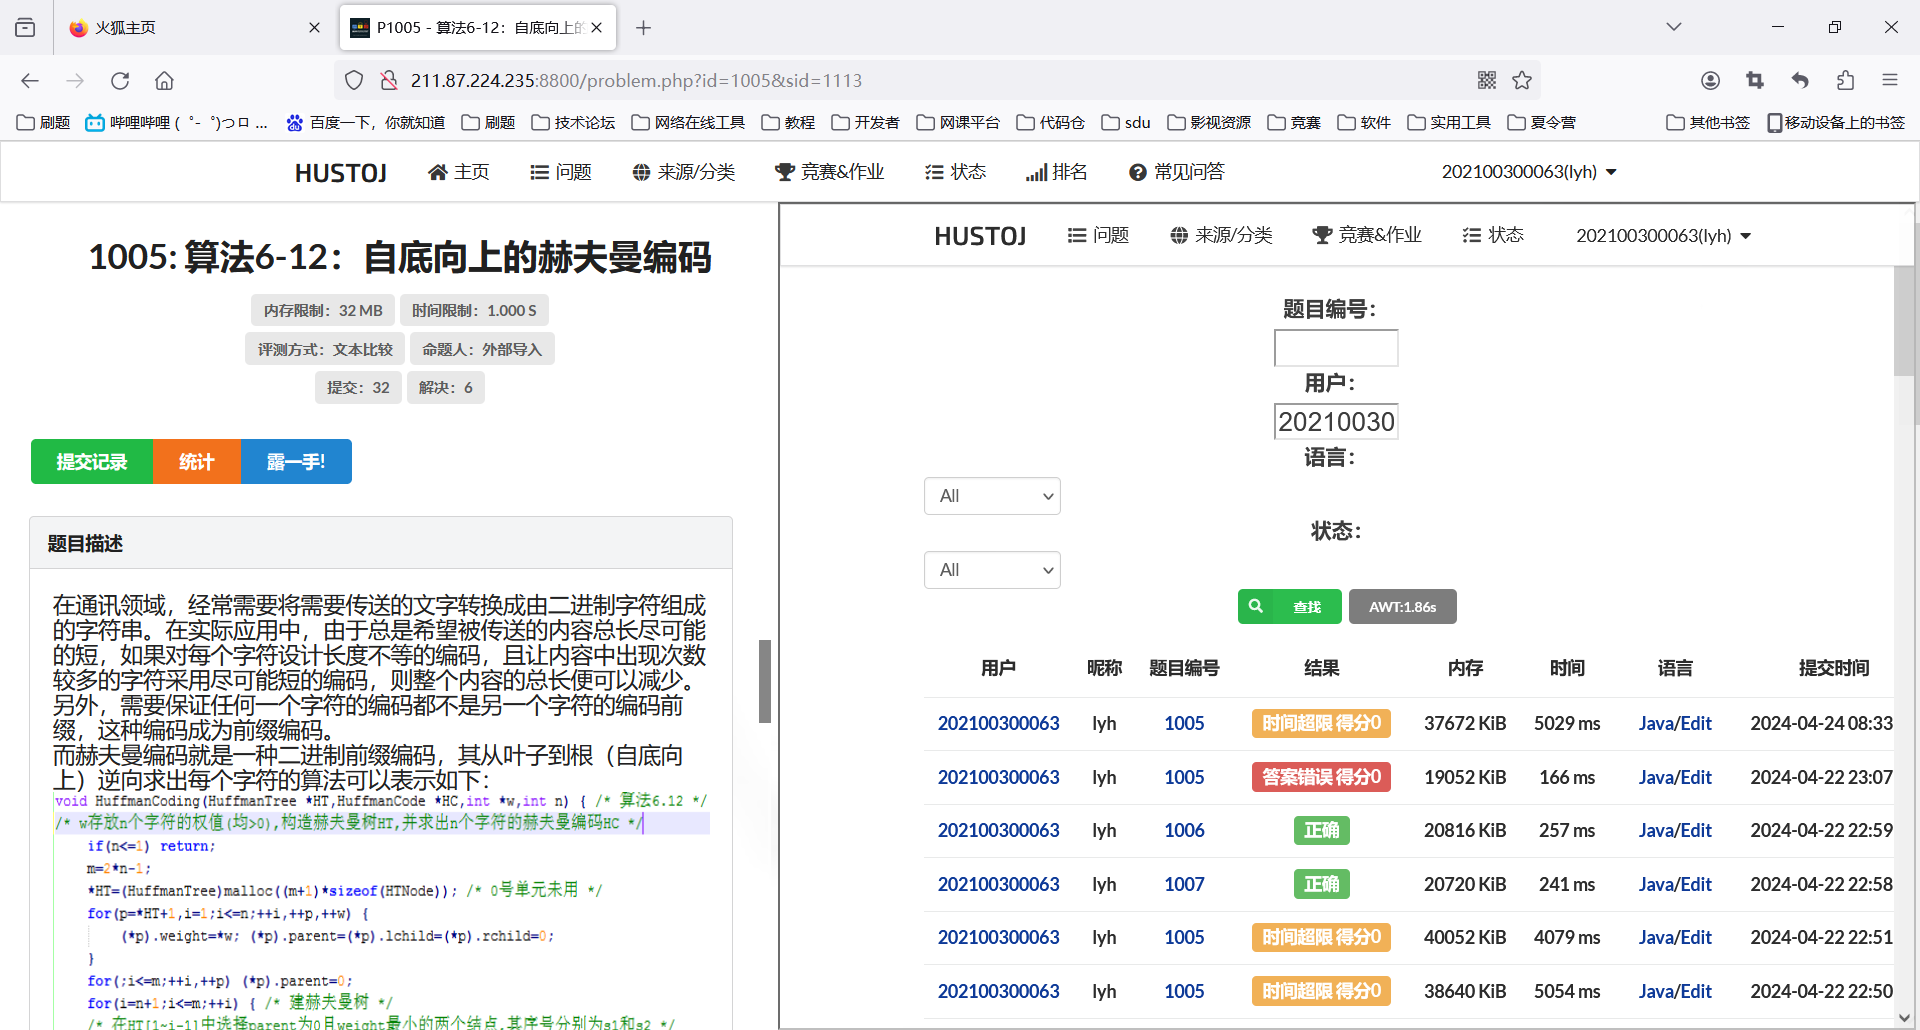 火狐主页
P1005 - 算法6-12：自底向上的
211.87.224.235:8800/problem.php?id=1005&sid=1113
刷题
哔哩哔哩 ( ゜- ゜)つロ ...
百度一下，你就知道
刷题
技术论坛
网络在线工具
教程
开发者
网课平台
代码仓
sdu
影视资源
竞赛
软件
实用工具
夏令营
其他书签
移动设备上的书签
HUSTOJ
主页
问题
来源/分类
竞赛&作业
状态
排名
常见问答
202100300063(lyh)
1005: 算法6-12：自底向上的赫夫曼编码
内存限制：32 MB
时间限制：1.000 S
评测方式：文本比较
命题人：外部导入
提交：32
解决：6
提交记录
统计
露一手!
题目描述
在通讯领域，经常需要将需要传送的文字转换成由二进制字符组成
的字符串。在实际应用中，由于总是希望被传送的内容总长尽可能
的短，如果对每个字符设计长度不等的编码，且让内容中出现次数
较多的字符采用尽可能短的编码，则整个内容的总长便可以减少。
另外，需要保证任何一个字符的编码都不是另一个字符的编码前
缀，这种编码成为前缀编码。
而赫夫曼编码就是一种二进制前缀编码，其从叶子到根（自底向
上）逆向求出每个字符的算法可以表示如下：
void HuffmanCoding(HuffmanTree *HT,HuffmanCode *HC,int *w,int n) { /* 算法6.12 */
/* w存放n个字符的权值(均>0),构造赫夫曼树HT,并求出n个字符的赫夫曼编码HC */
if(n<=1) return;
m=2*n-1;
*HT=(HuffmanTree)malloc((m+1)*sizeof(HTNode)); /* 0号单元未用 */
for(p=*HT+1,i=1;i<=n;++i,++p,++w) {
(*p).weight=*w; (*p).parent=(*p).lchild=(*p).rchild=0;
}
for(;i<=m;++i,++p) (*p).parent=0;
for(i=n+1;i<=m;++i) { /* 建赫夫曼树 */
/* 在HT[1~i-1]中选择parent为0且weight最小的两个结点,其序号分别为s1和s2 */
HUSTOJ
问题
来源/分类
竞赛&作业
状态
202100300063(lyh)
题目编号：
用户：
20210030
语言：
All
状态：
All
查找
AWT:1.86s
用户 昵称 题目编号 结果 内存 时间 语言 提交时间
202100300063 lyh 1005 时间超限 得分0 37672 KiB 5029 ms Java/Edit 2024-04-24 08:33
202100300063 lyh 1005 答案错误 得分0 19052 KiB 166 ms Java/Edit 2024-04-22 23:07
202100300063 lyh 1006 正确 20816 KiB 257 ms Java/Edit 2024-04-22 22:59
202100300063 lyh 1007 正确 20720 KiB 241 ms Java/Edit 2024-04-22 22:58
202100300063 lyh 1005 时间超限 得分0 40052 KiB 4079 ms Java/Edit 2024-04-22 22:51
202100300063 lyh 1005 时间超限 得分0 38640 KiB 5054 ms Java/Edit 2024-04-22 22:50